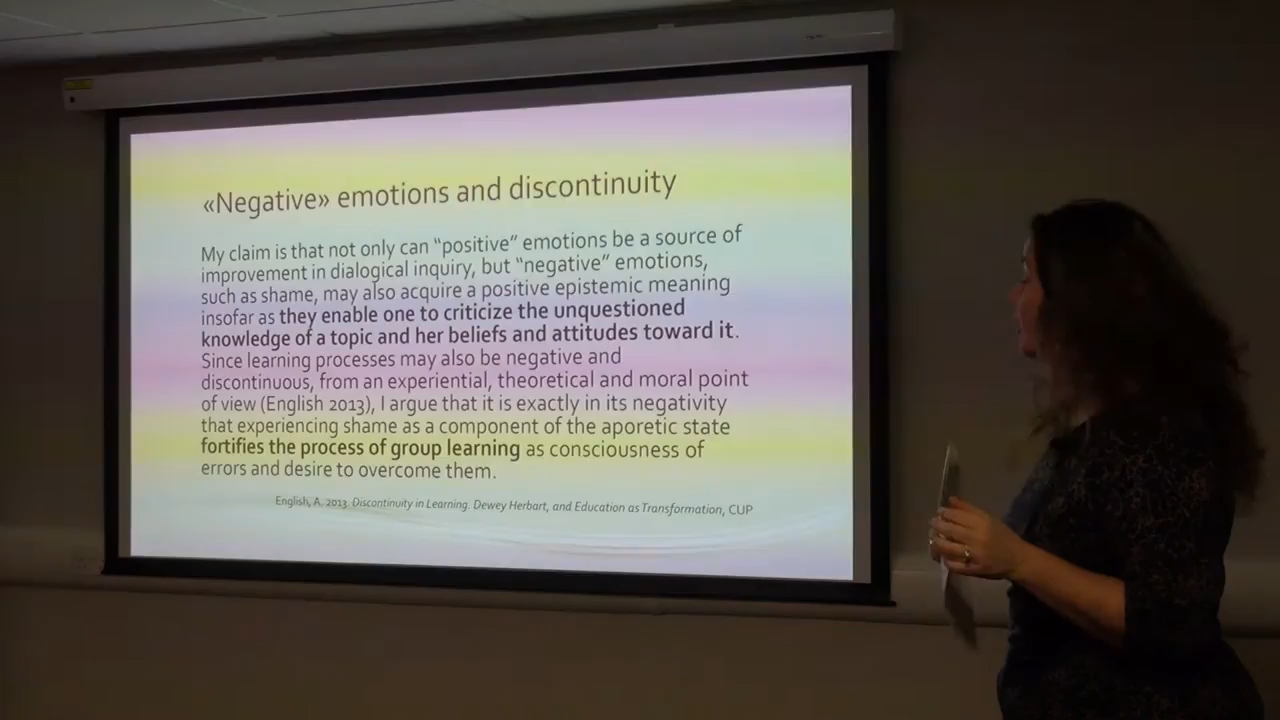 «Negative» emotions and discontinuity
My claim is that not only can “positive” emotions be a source of
improvement in dialogical inquiry, but “negative” emotions,
such as shame, may also acquire a positive epistemic meaning
insofar as they enable one to criticize the unquestioned
knowledge of a topic and her beliefs and attitudes toward it.
Since learning processes may also be negative and
discontinuous, from an experiential, theoretical and moral point
of view (English 2013), I argue that it is exactly in its negativity
that experiencing shame as a component of the aporetic state
fortifies the process of group learning as consciousness of
errors and desire to overcome them.
English, A. 2013. Discontinuity in Learning. Dewey Herbart, and Education as Transformation, CUP